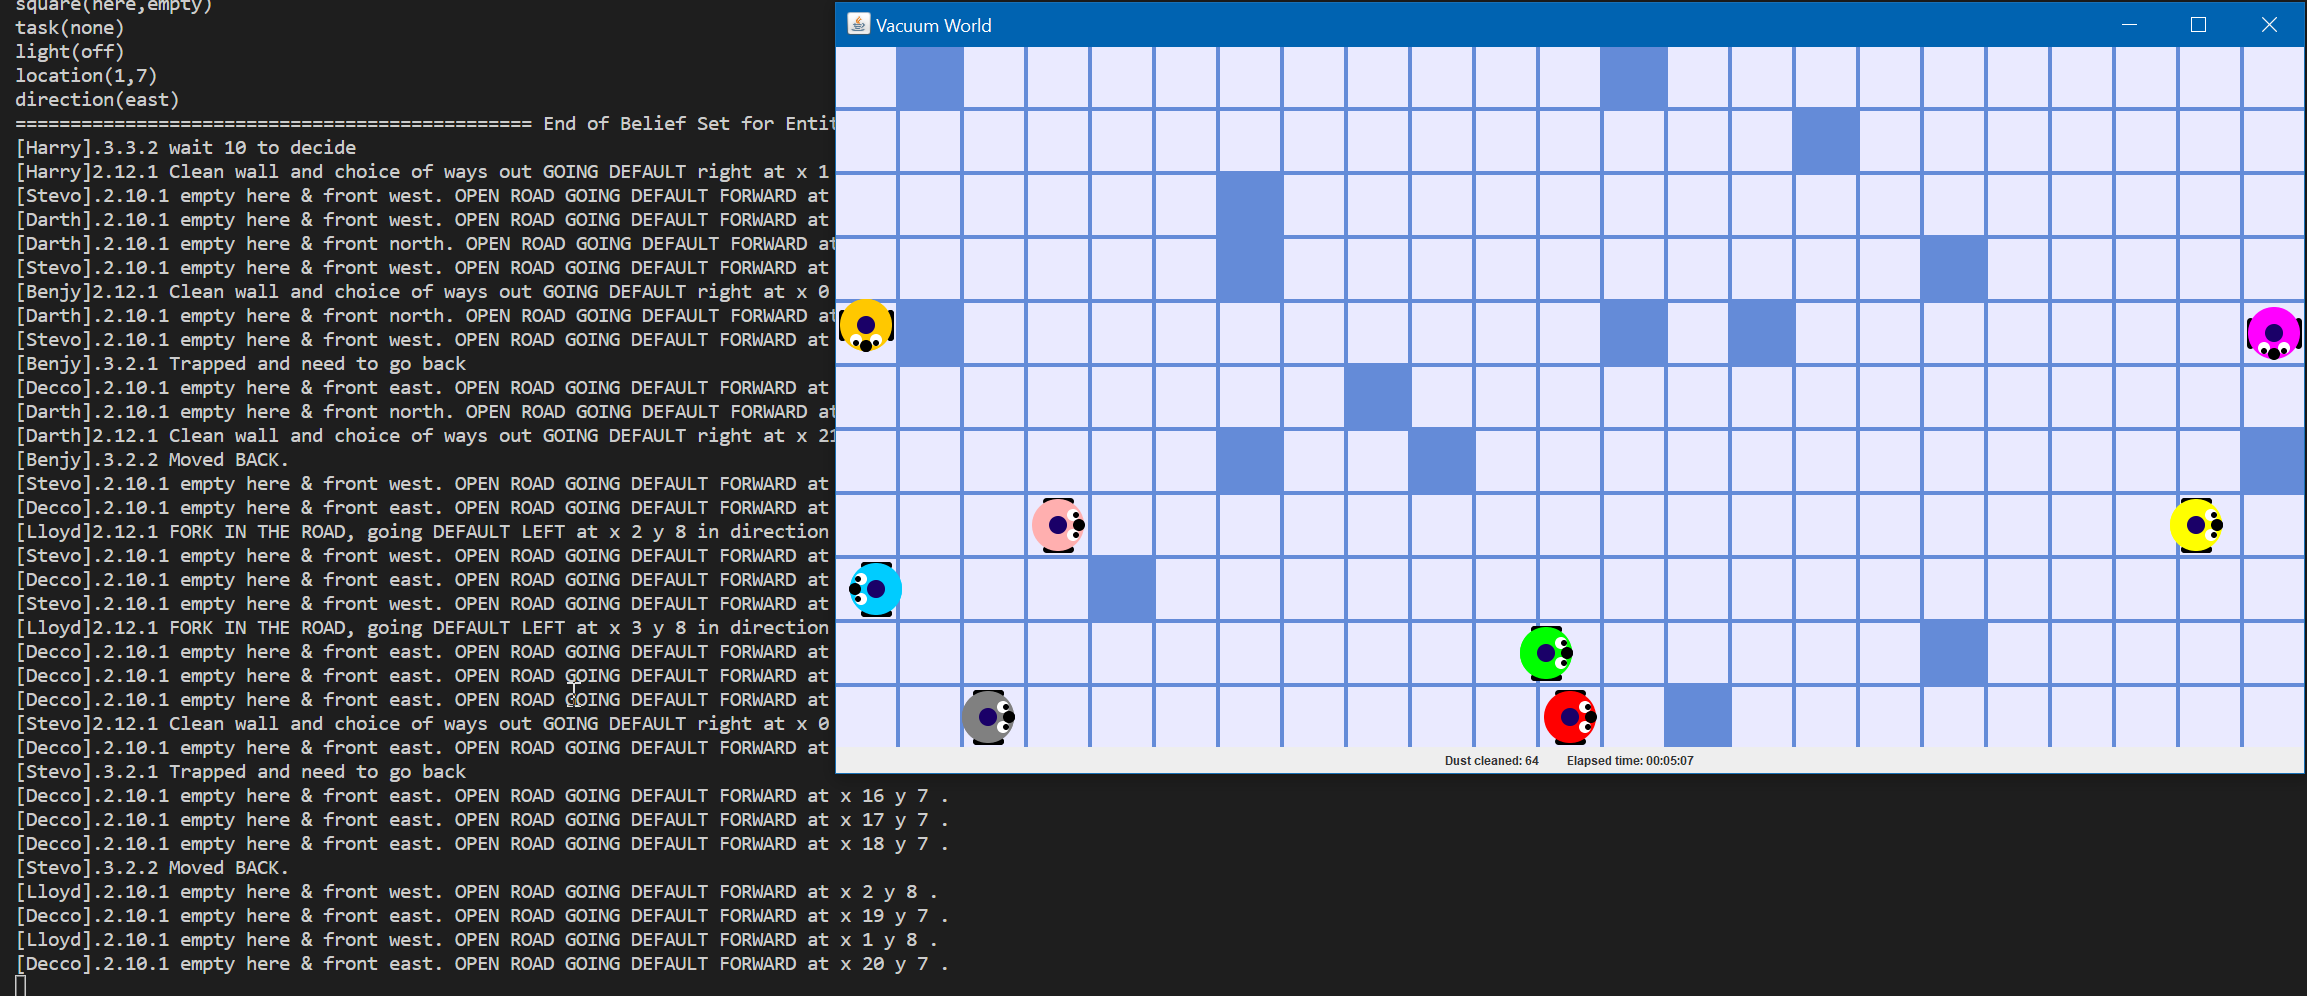 square(here,empty)
task(none)
light(off)
location(1,7)
direction(east)
=============================================== End of Belief Set for Entit
[Harry].3.3.2 wait 10 to decide
[Harry]2.12.1 Clean wall and choice of ways out GOING DEFAULT right at x 1
[Stevo].2.10.1 empty here & front west. OPEN ROAD GOING DEFAULT FORWARD at
[Darth].2.10.1 empty here & front west. OPEN ROAD GOING DEFAULT FORWARD at
[Darth].2.10.1 empty here & front north. OPEN ROAD GOING DEFAULT FORWARD at
[Stevo].2.10.1 empty here & front west. OPEN ROAD GOING DEFAULT FORWARD at
[Benjy]2.12.1 Clean wall and choice of ways out GOING DEFAULT right at x 0
[Darth].2.10.1 empty here & front north. OPEN ROAD GOING DEFAULT FORWARD at
[Stevo].2.10.1 empty here & front west. OPEN ROAD GOING DEFAULT FORWARD at
[Benjy].3.2.1 Trapped and need to go back
[Decco].2.10.1 empty here & front east. OPEN ROAD GOING DEFAULT FORWARD at
[Darth].2.10.1 empty here & front north. OPEN ROAD GOING DEFAULT FORWARD at
[Darth]2.12.1 Clean wall and choice of ways out GOING DEFAULT right at x 21
[Benjy].3.2.2 Moved BACK.
[Stevo].2.10.1 empty here & front west. OPEN ROAD GOING DEFAULT FORWARD at
[Decco].2.10.1 empty here & front east. OPEN ROAD GOING DEFAULT FORWARD at
[Lloyd]2.12.1 FORK IN THE ROAD, going DEFAULT LEFT at x 2 y 8 in direction
[Stevo].2.10.1 empty here & front west. OPEN ROAD GOING DEFAULT FORWARD at
[Decco].2.10.1 empty here & front east. OPEN ROAD GOING DEFAULT FORWARD at
[Stevo].2.10.1 empty here & front west. OPEN ROAD GOING DEFAULT FORWARD at
[Lloyd]2.12.1 FORK IN THE ROAD, going DEFAULT LEFT at x 3 y 8 in direction
[Decco].2.10.1 empty here & front east. OPEN ROAD GOING DEFAULT FORWARD at
[Decco].2.10.1 empty here & front east. OPEN ROAD GOING DEFAULT FORWARD at
[Decco].2.10.1 empty here & front east. OPEN ROAD GOING DEFAULT FORWARD at
[Stevo]2.12.1 Clean wall and choice of ways out GOING DEFAULT right at x 0
[Decco].2.10.1 empty here & front east. OPEN ROAD GOING DEFAULT FORWARD at
[Stevo].3.2.1 Trapped and need to go back
[Decco].2.10.1 empty here & front east. OPEN ROAD GOING DEFAULT FORWARD at x 16 y 7 .
[Decco].2.10.1 empty here & front east. OPEN ROAD GOING DEFAULT FORWARD at x 17 y 7 .
[Decco].2.10.1 empty here & front east. OPEN ROAD GOING DEFAULT FORWARD at x 18 y 7 .
[Stevo].3.2.2 Moved BACK.
[Lloyd].2.10.1 empty here & front west. OPEN ROAD GOING DEFAULT FORWARD at x 2 y 8 .
[Decco].2.10.1 empty here & front east. OPEN ROAD GOING DEFAULT FORWARD at x 19 y 7 .
[Lloyd].2.10.1 empty here & front west. OPEN ROAD GOING DEFAULT FORWARD at x 1 y 8 .
[Decco].2.10.1 empty here & front east. OPEN ROAD GOING DEFAULT FORWARD at x 20 y 7 .
Vacuum World
Dust cleaned: 64 Elapsed time: 00:05:07